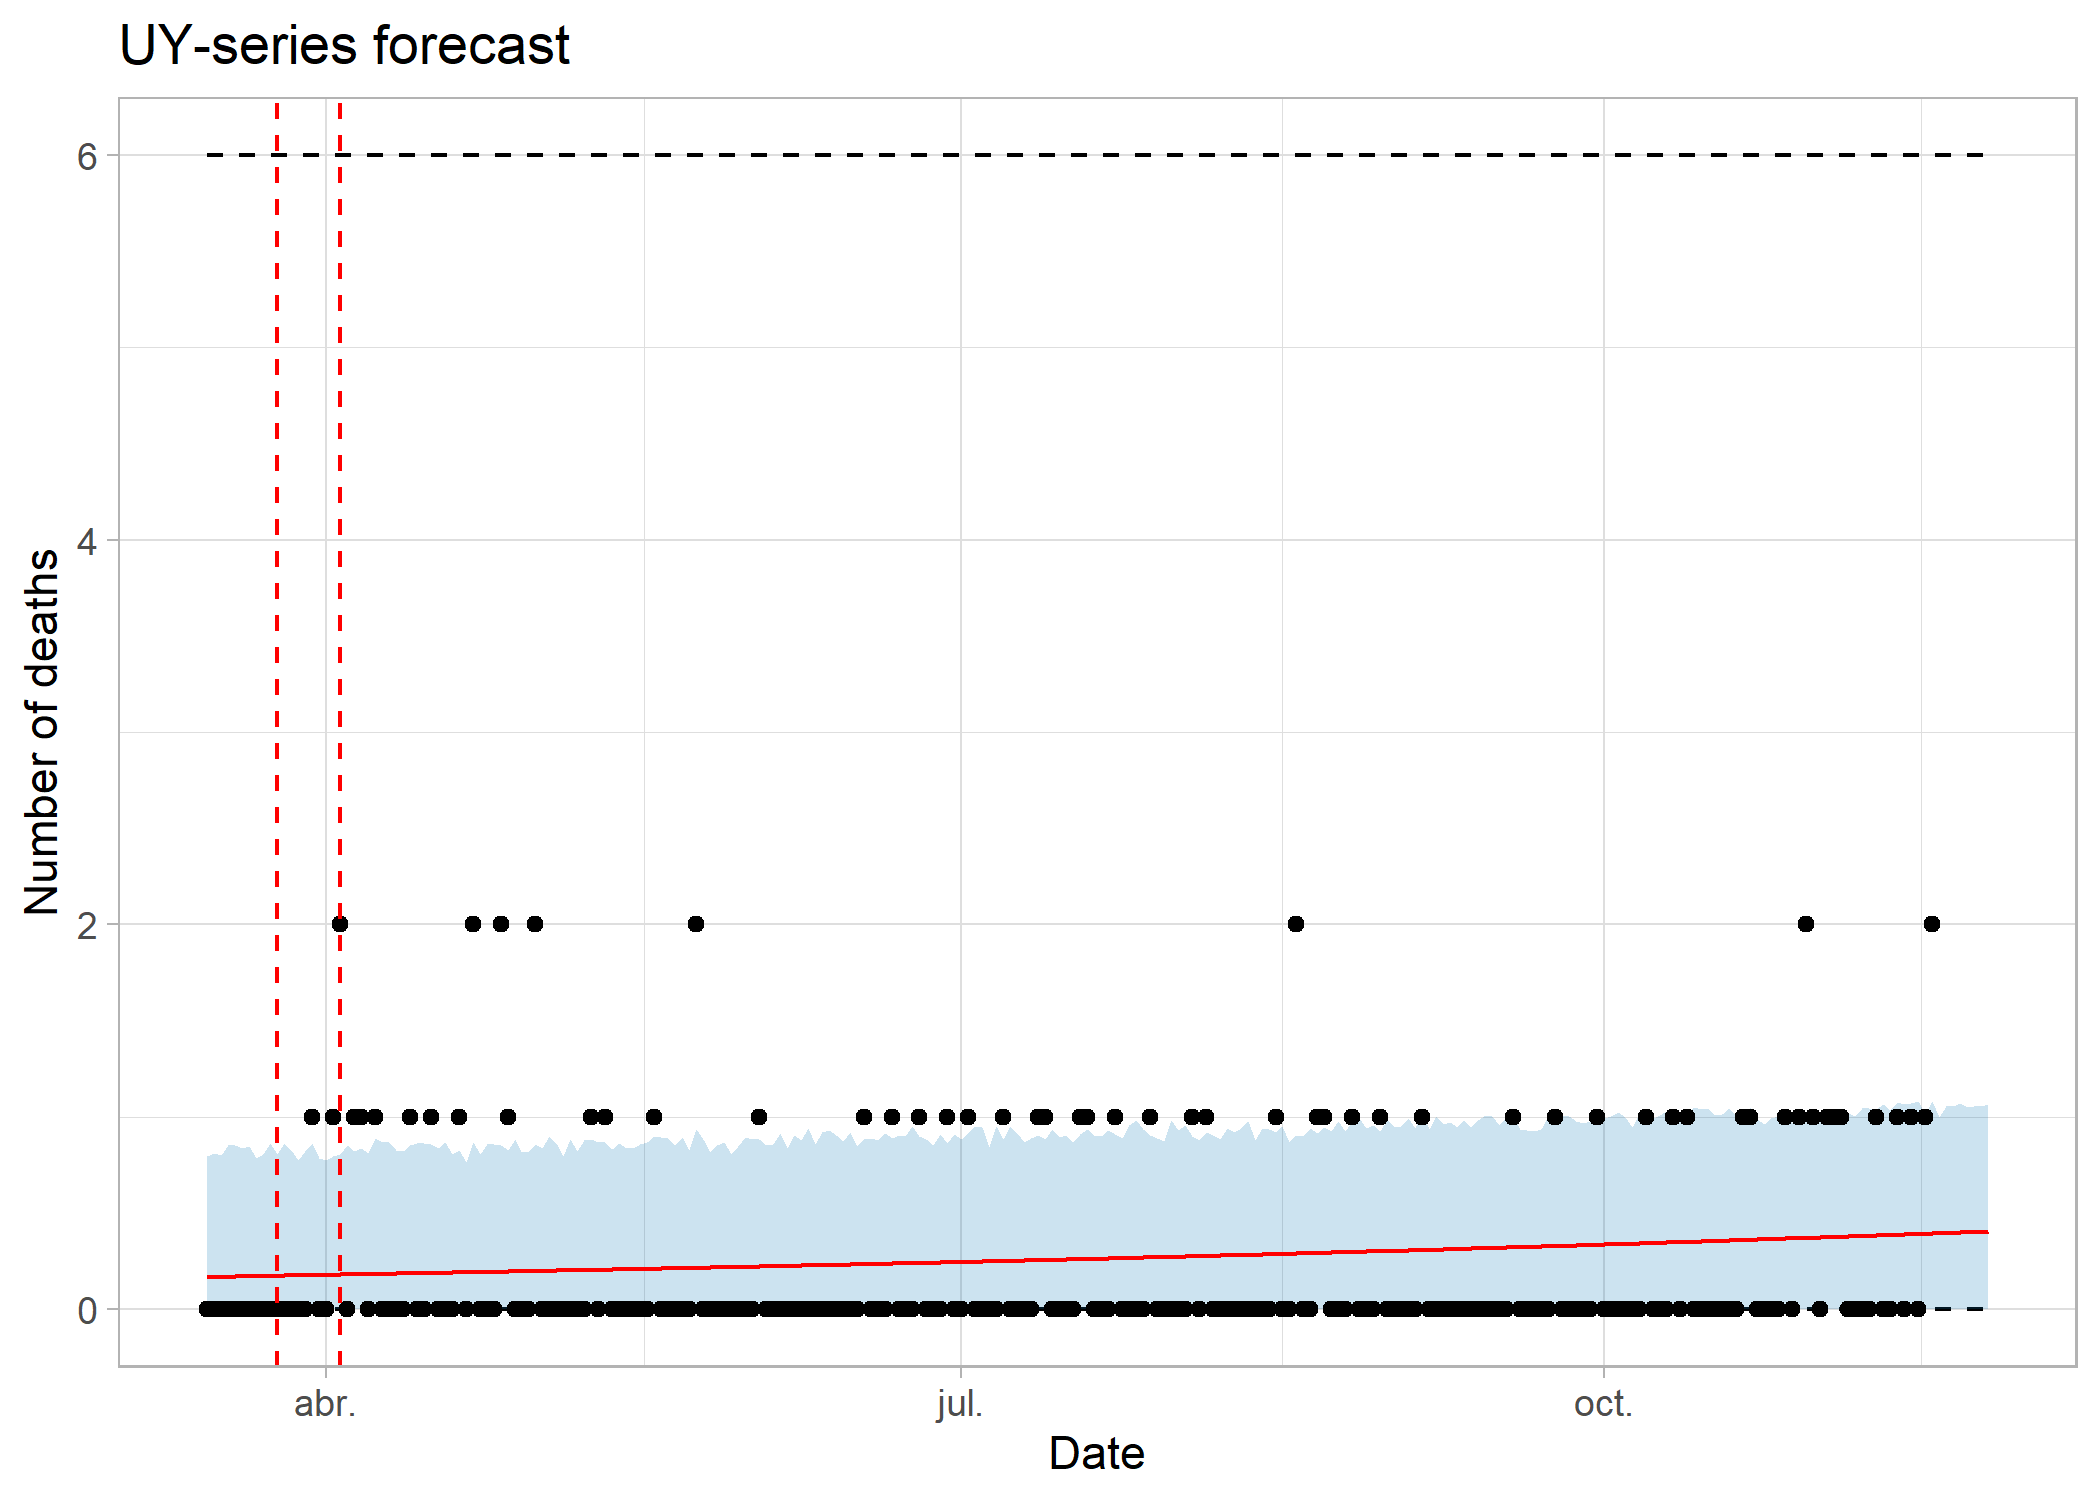 UY-series forecast
Number of deaths
6
4
2
0
abr.
jul.
oct.
Date